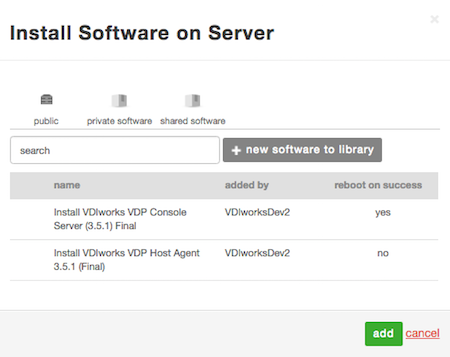 Install Software on Server
×
public private software shared software
search + new software to library
name added by reboot on success
Install VDIworks VDP Console VDIworksDev2 yes
Server (3.5.1) Final
Install VDIworks VDP Host Agent VDIworksDev2 no
3.5.1 (Final)
add cancel